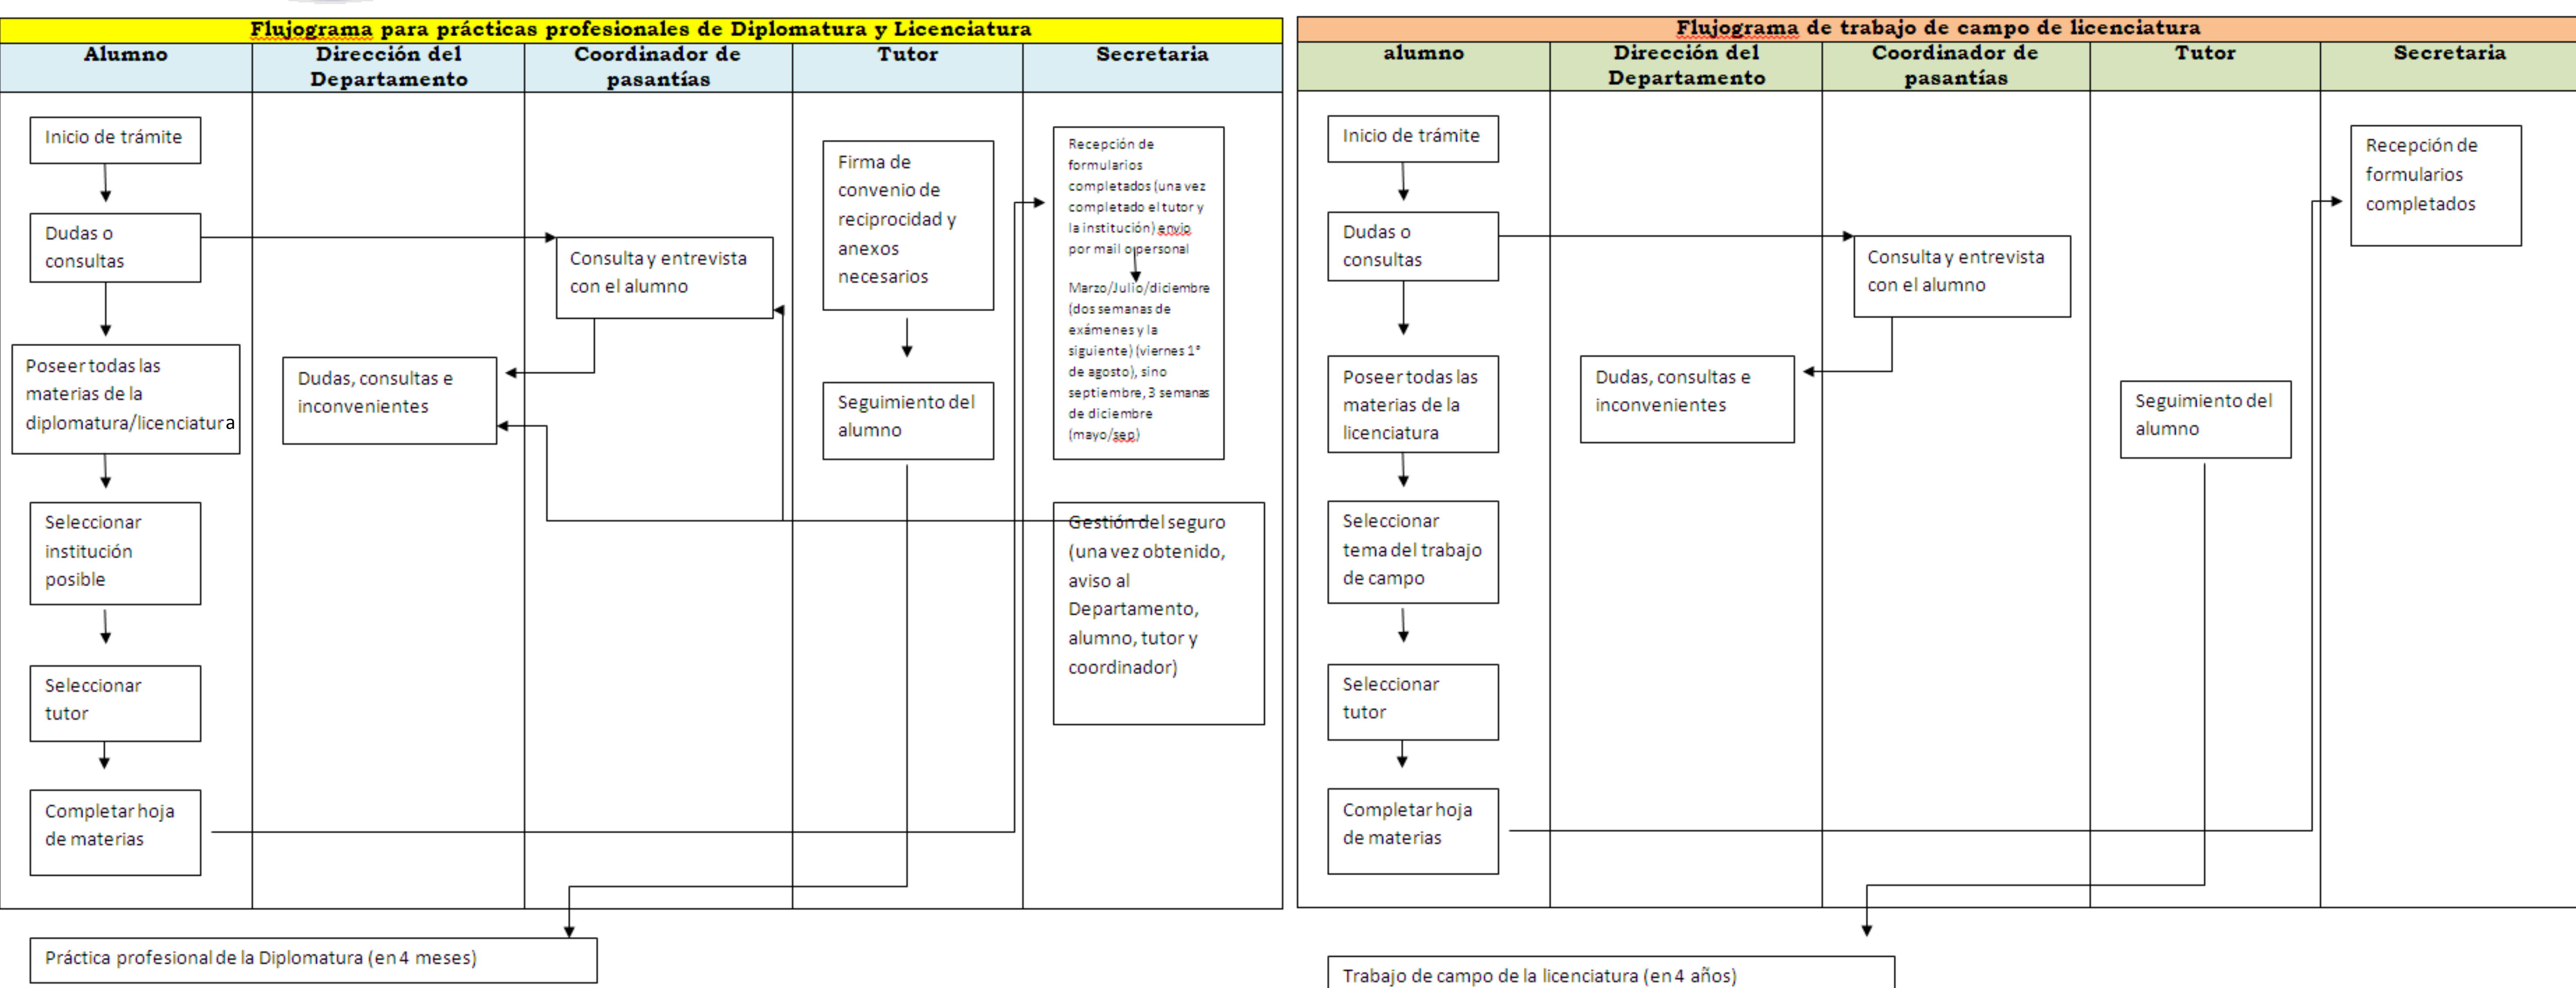 Flujograma para prácticas profesionales de Diplomatura y Licenciatura
Alumno
Dirección del
Departamento
Coordinador de
pasantías
Tutor
Secretaria
Inicio de trámite
Dudas o
consultas
Poseer todas las
materias de la
diplomatura/licenciatura
Seleccionar
institución
posible
Seleccionar
tutor
Completar hoja
de materias
Dudas, consultas e
inconvenientes
Consulta y entrevista
con el alumno
Firma de
convenio de
reciprocidad y
anexos
necesarios
Seguimiento del
alumno
Recepción de
formularios
completados (una vez
completado el tutor y
la institución) envio
por mail o personal
Marzo/Julio/diciembre
(dos semanas de
exámenes y la
siguiente) (viernes 1°
de agosto), sino
septiembre, 3 semanas
de diciembre
(mayo/sep)
Gestión del seguro
(una vez obtenido,
aviso al
Departamento,
alumno, tutor y
coordinador)
Práctica profesional de la Diplomatura (en 4 meses)
Flujograma de trabajo de campo de licenciatura
alumno
Dirección del
Departamento
Coordinador de
pasantías
Tutor
Secretaria
Inicio de trámite
Dudas o
consultas
Poseer todas las
materias de la
licenciatura
Seleccionar
tema del trabajo
de campo
Seleccionar
tutor
Completar hoja
de materias
Dudas, consultas e
inconvenientes
Consulta y entrevista
con el alumno
Seguimiento del
alumno
Recepción de
formularios
completados
Trabajo de campo de la licenciatura (en 4 años)